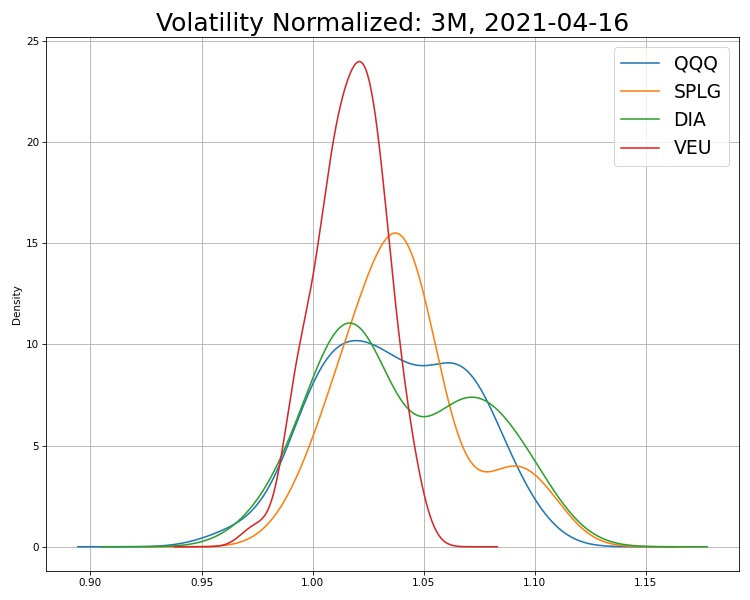 Volatility Normalized: 3M, 2021-04-16
25
20
15
10
5
0
Density
QQQ
SPLG
DIA
VEU
0.90 0.95 1.00 1.05 1.10 1.15